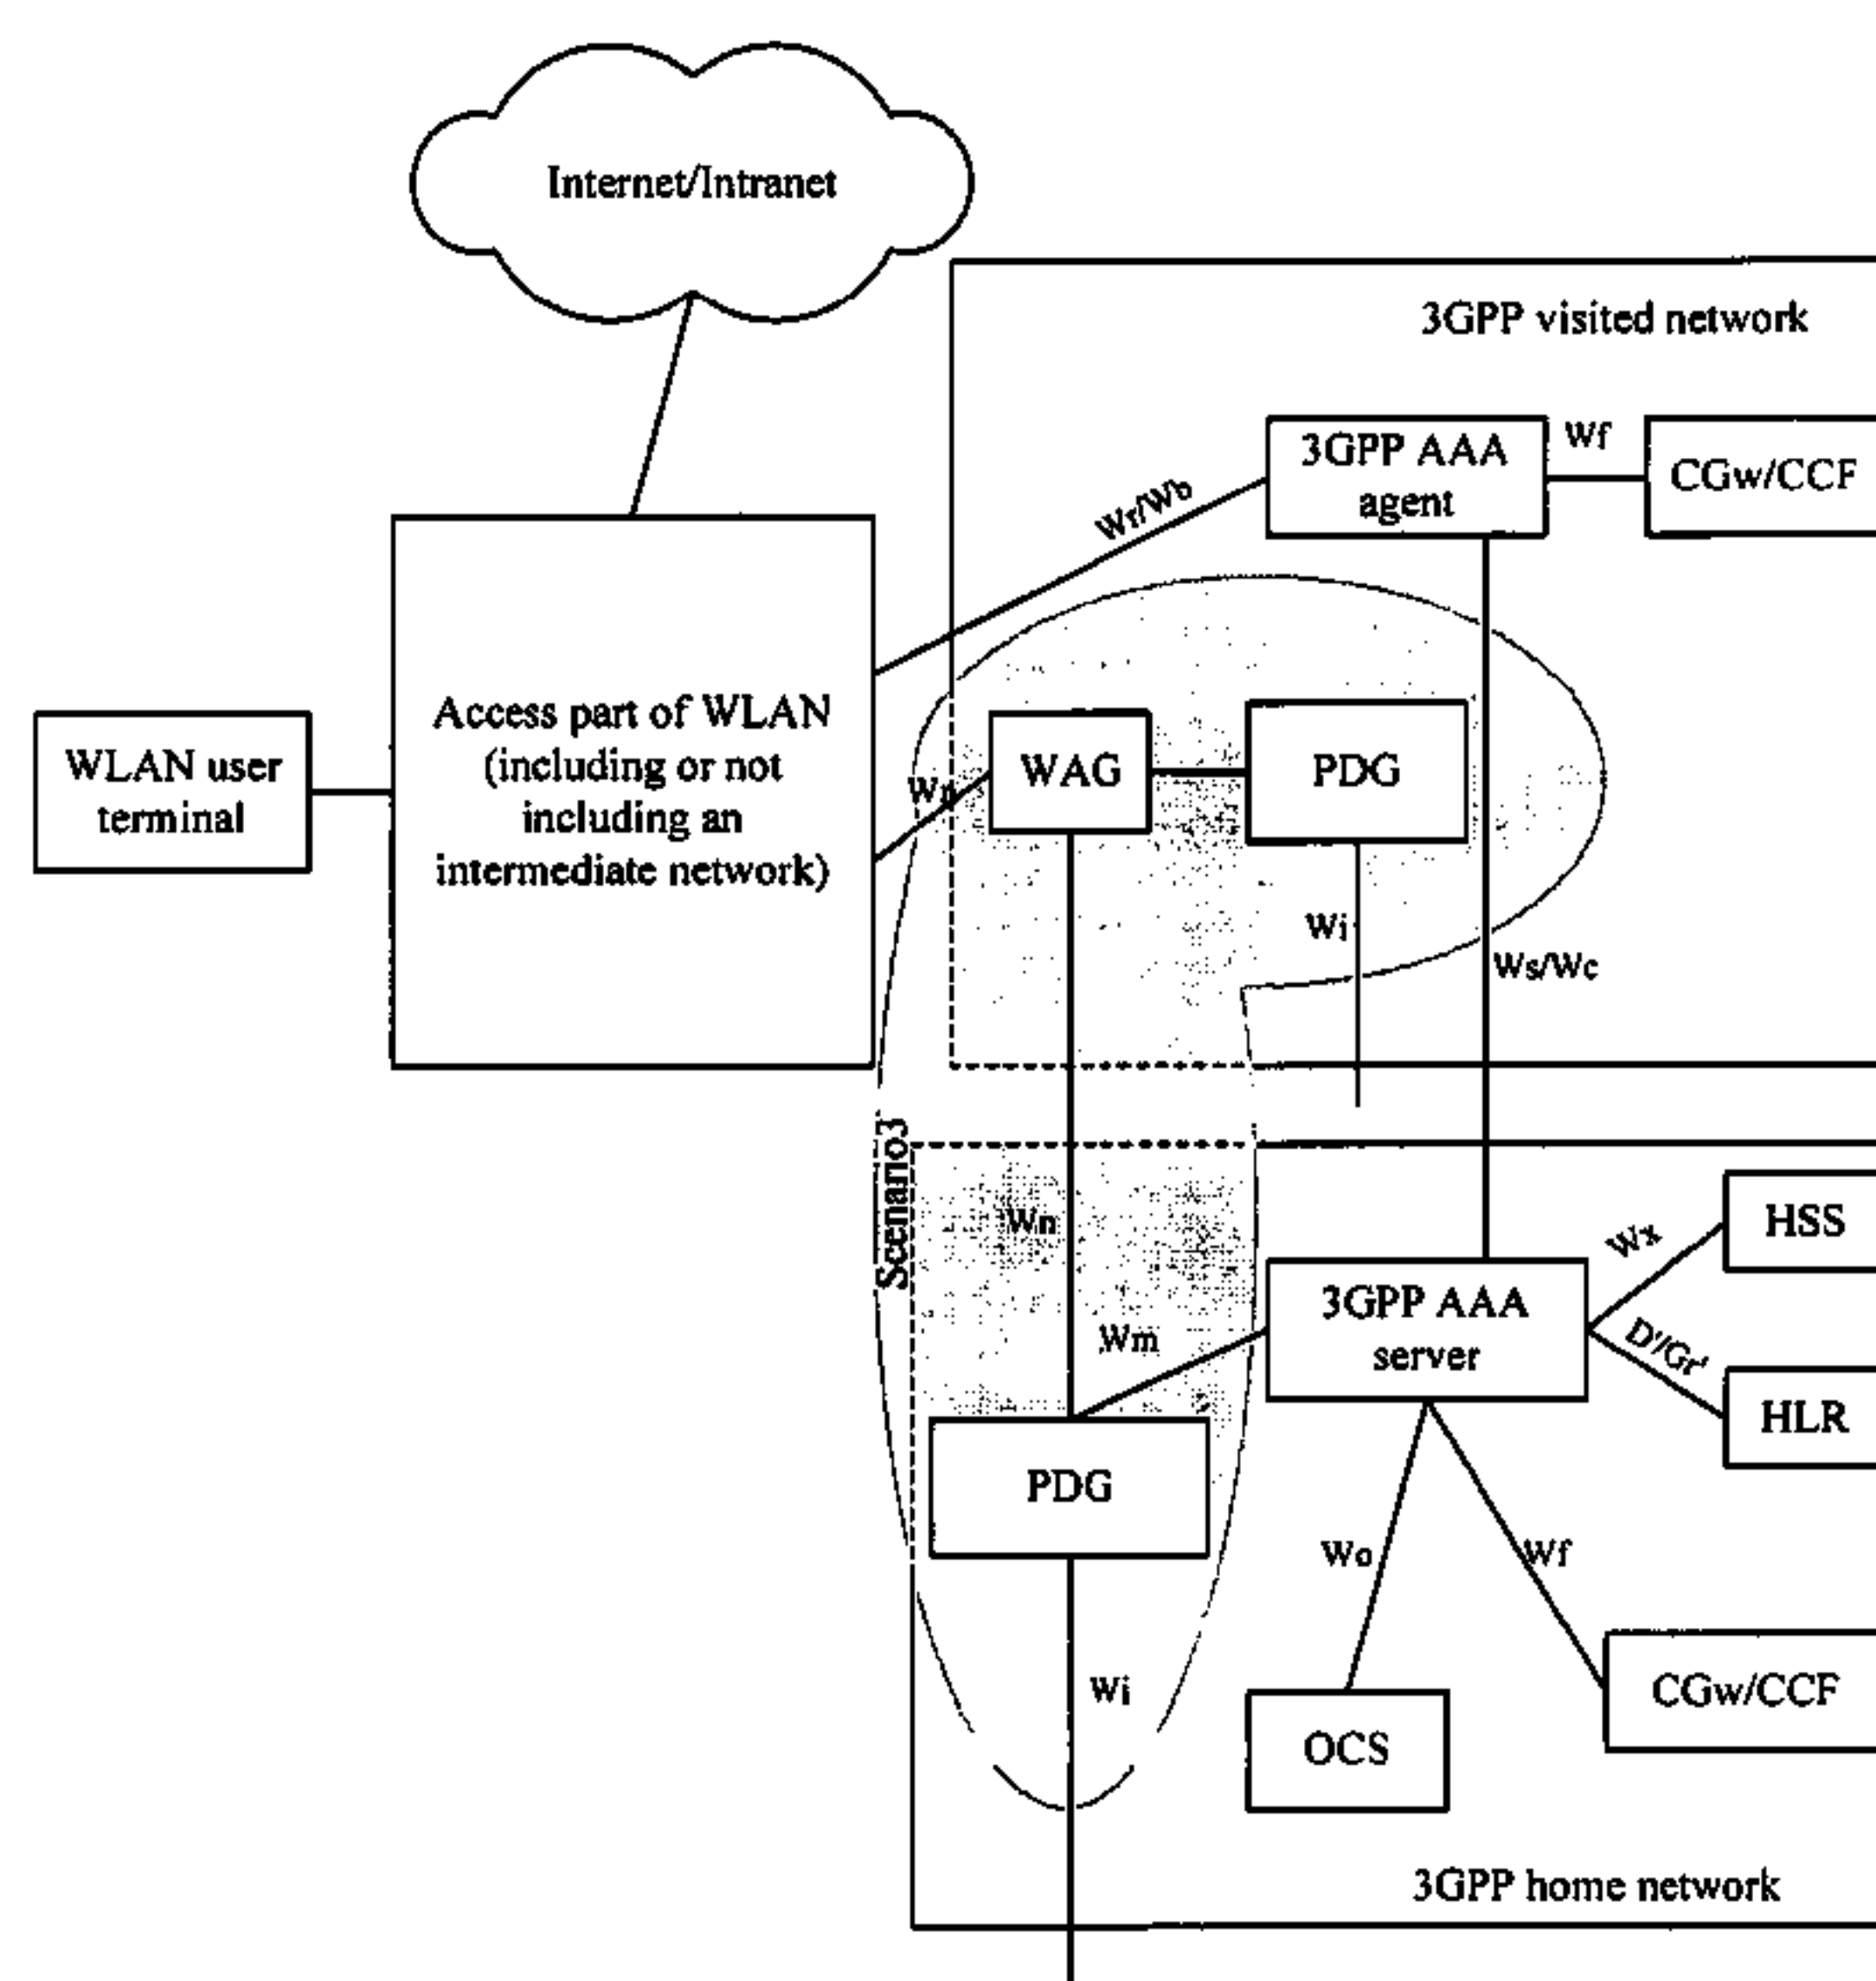 Internet/Intranet
3GPP visited network
3GPP AAA
agent
Wf
CGw/CCF
Wr/Wb
WLAN user
terminal
Access part of WLAN
(including or not
including an
intermediate network)
Wn
WAG
PDG
Wi
Ws/Wc
Scenario3
Wn
Wm
3GPP AAA
server
Wx
HSS
D'/Gr'
HLR
PDG
Wo
Wf
Wi
OCS
CGw/CCF
3GPP home network